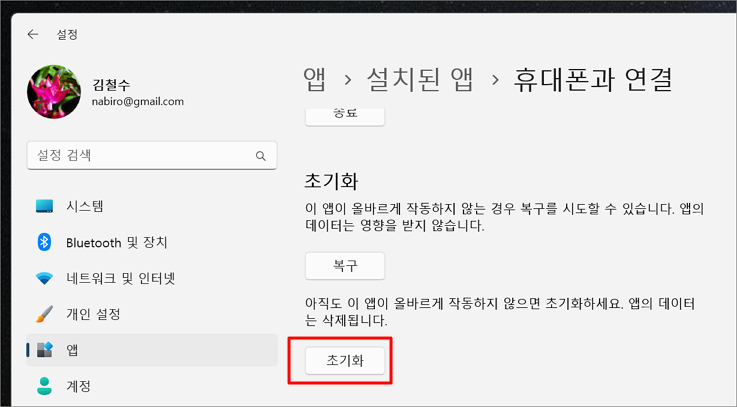 설정
김철수
nabiro@gmail.com
설정 검색
시스템
Bluetooth 및 장치
네트워크 및 인터넷
개인 설정
앱
계정
앱 > 설치된 앱 > 휴대폰과 연결
종료
초기화
이 앱이 올바르게 작동하지 않는 경우 복구를 시도할 수 있습니다. 앱의
데이터는 영향을 받지 않습니다.
복구
아직도 이 앱이 올바르게 작동하지 않으면 초기화하세요. 앱의 데이터
는 삭제됩니다.
초기화